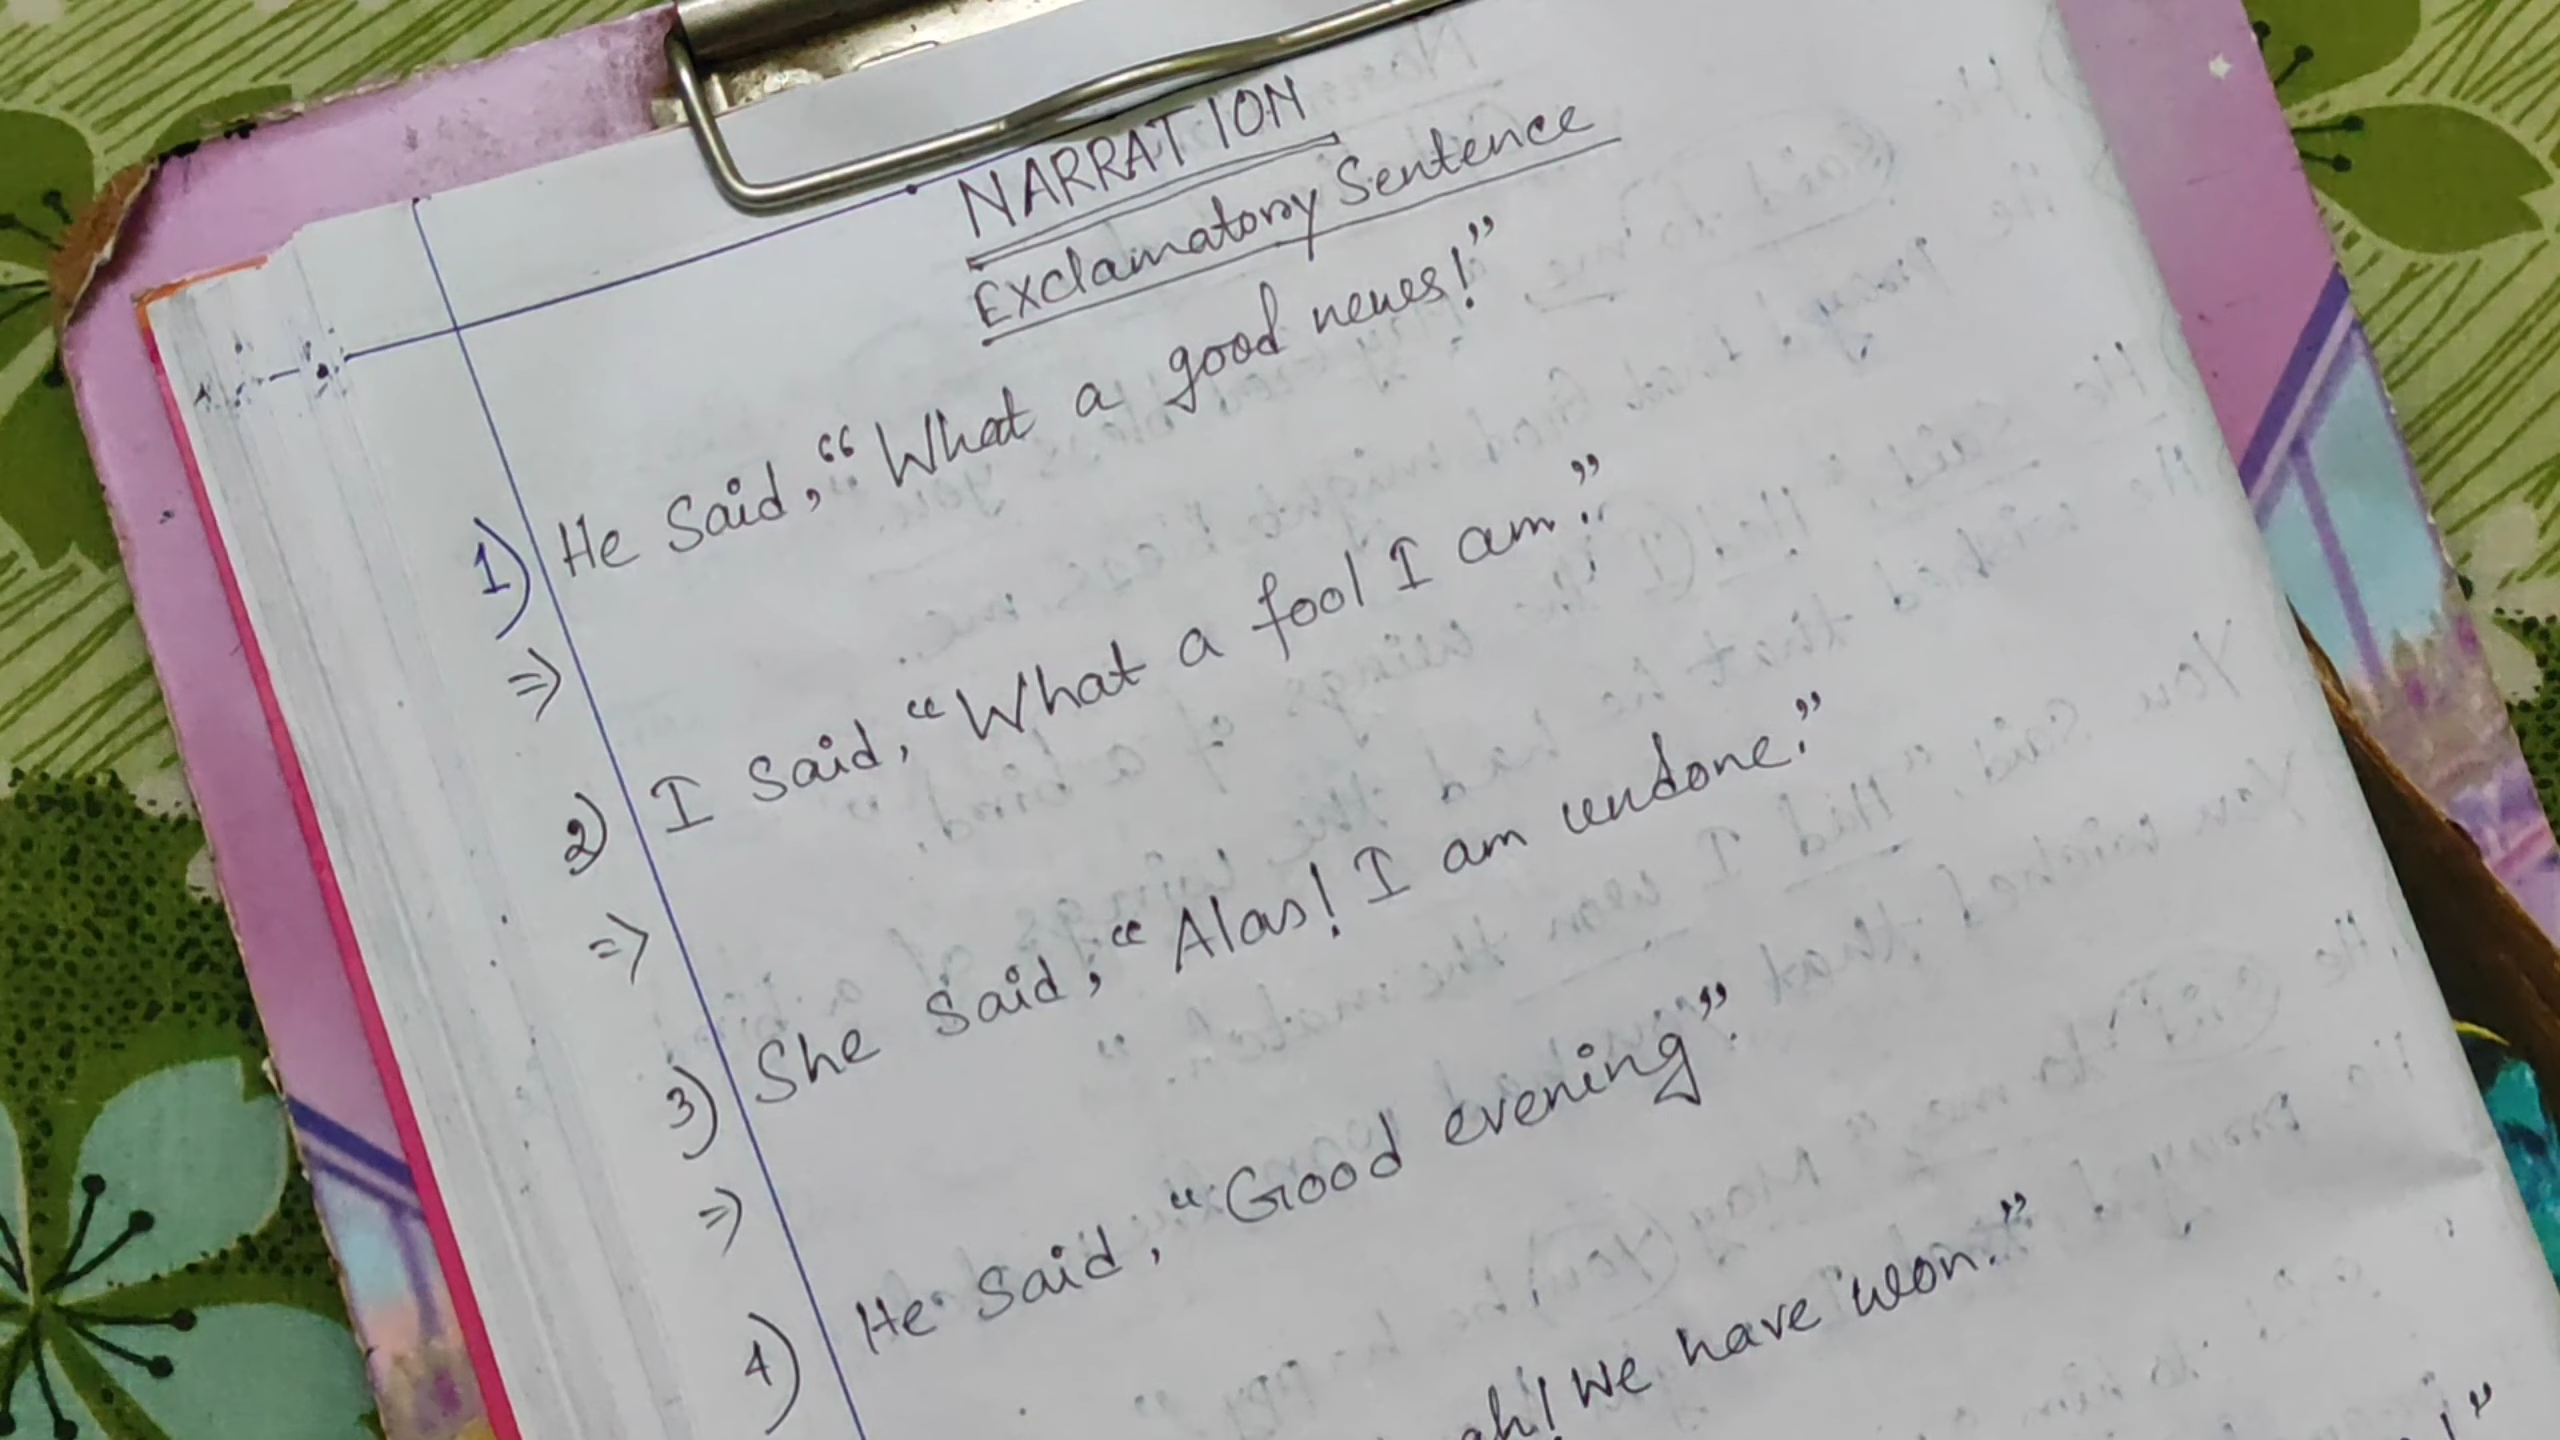 NARRATION
Exclamatory Sentence
1) He Said, "What a good news!"
=>
2) I Said, "What a fool I am."
=>
3) She Said, "Alas! I am undone."
=>
4) He Said, "Good evening".
ah! We have won."
!"